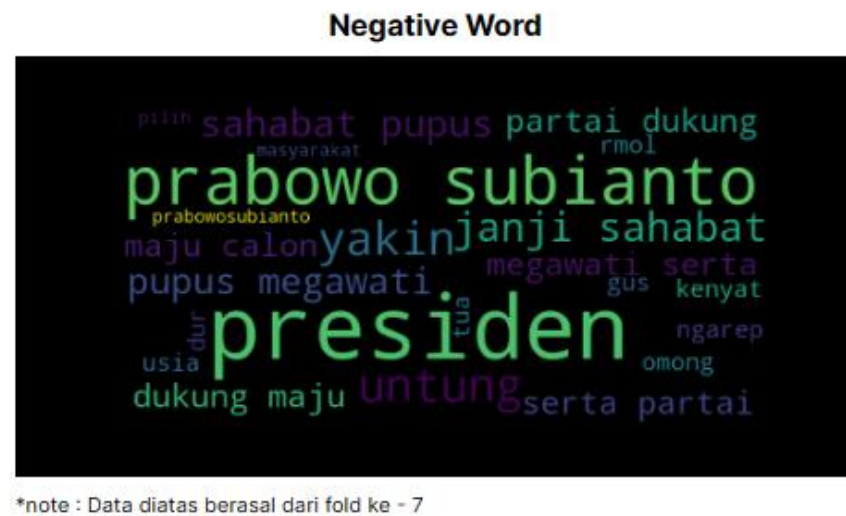 Negative Word
pilih sahabat pupus partai dukung
masyarakat rmol
prabowo subianto
prabowosubianto
maju calon yakin janji sahabat
megawati serta
pupus megawati gus kenyat
dur presiden tua ngarep
usia omong
dukung maju untung serta partai
*note : Data diatas berasal dari fold ke - 7